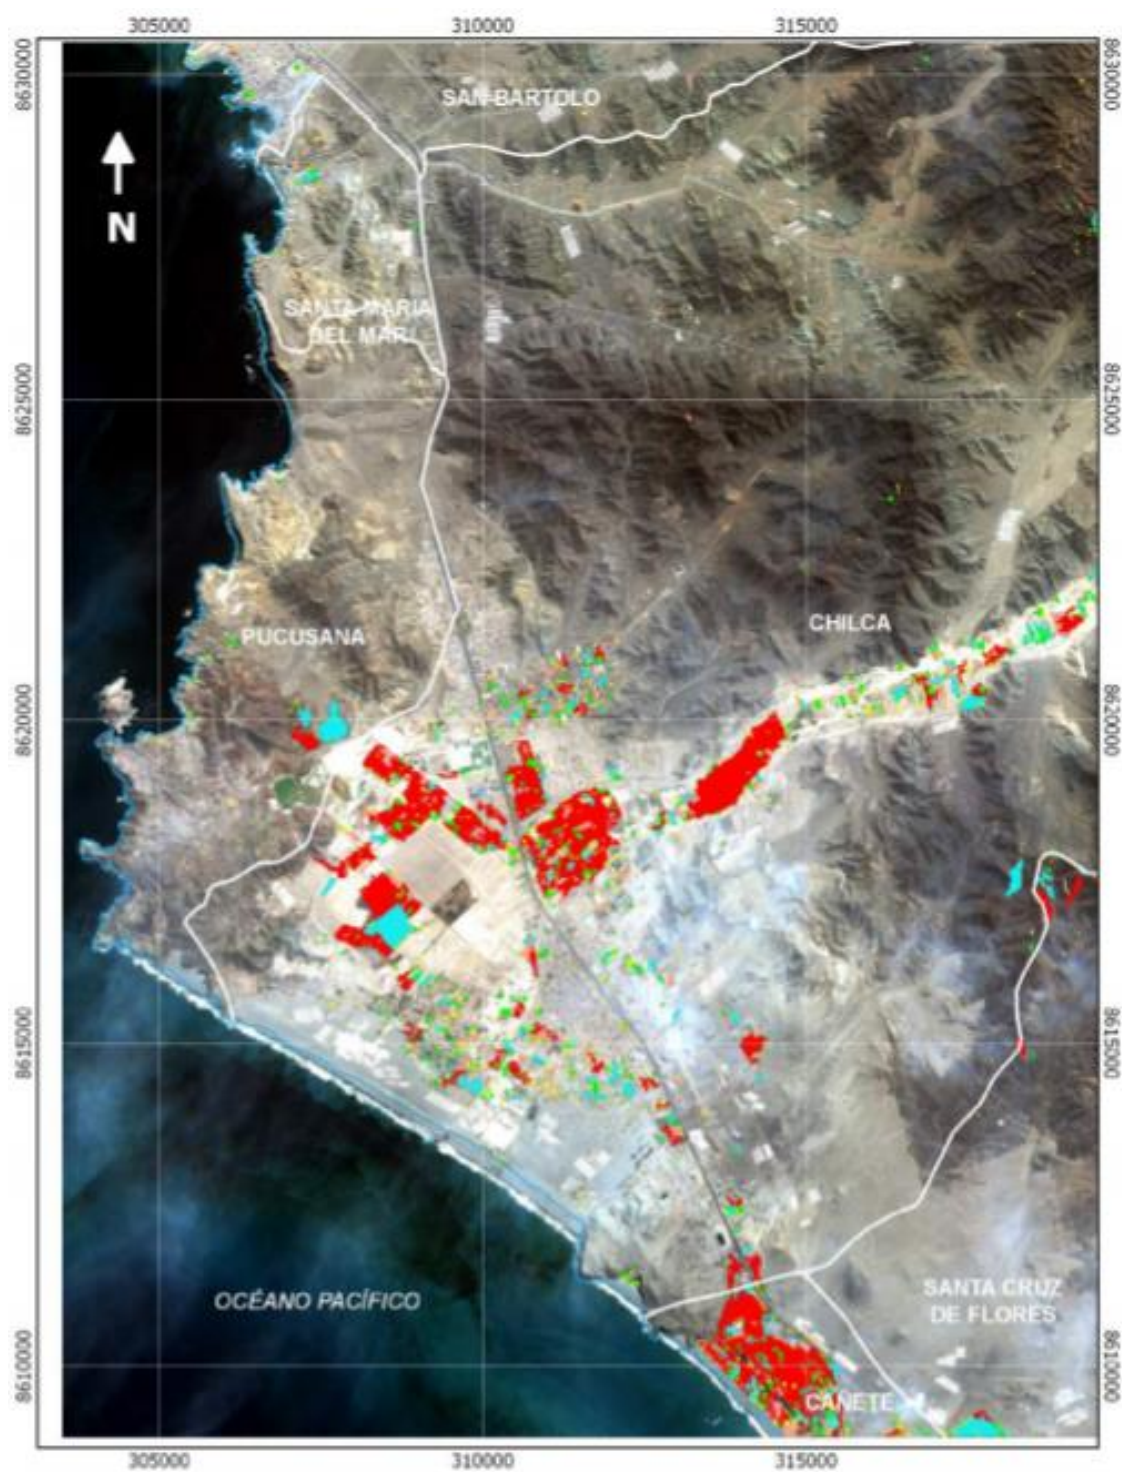 305000 310000 315000
8630000 8630000
SAN BARTOLO
N
SANTA MARIA
DEL MAR
8625000 8625000
CHILCA
PUCUSANA
8620000 8620000
8615000 8615000
SANTA CRUZ
DE FLORES
OCÉANO PACÍFICO
8610000 8610000
CAÑETE
305000 310000 315000